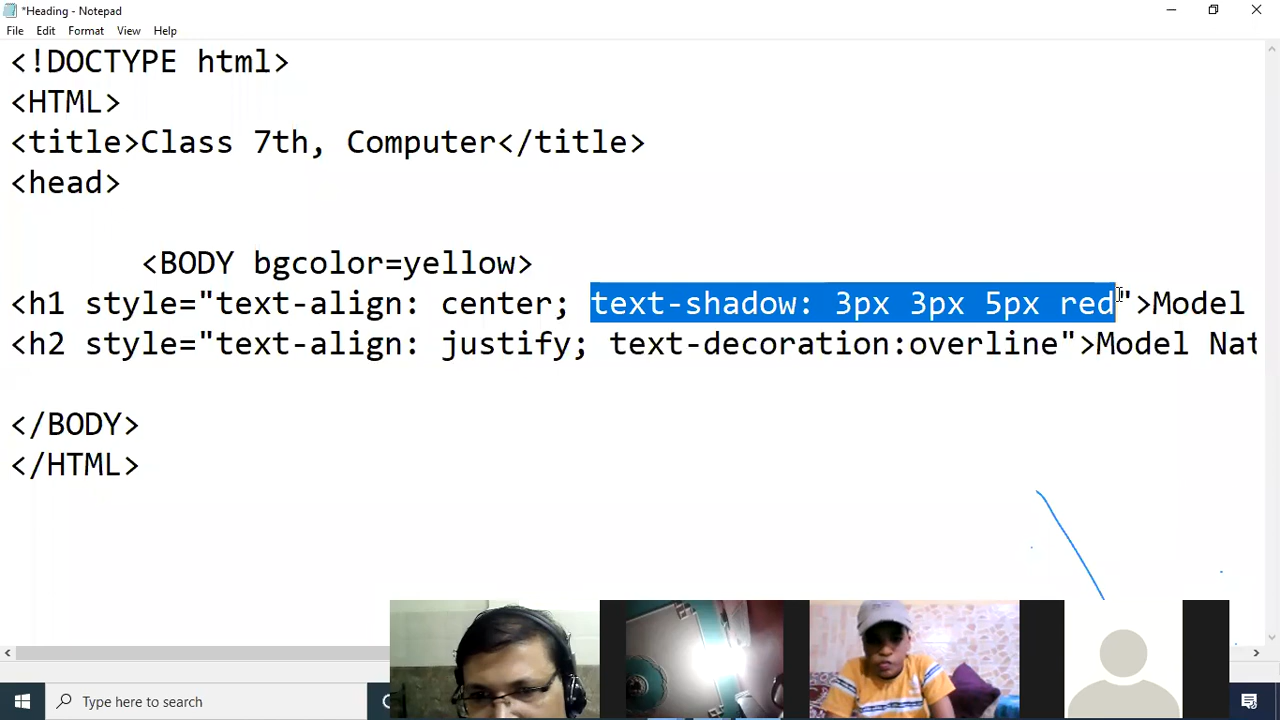 *Heading - Notepad
File Edit Format View Help
<!DOCTYPE html>
<HTML>
<title>Class 7th, Computer</title>
<head>
<BODY bgcolor=yellow>
<h1 style="text-align: center; text-shadow: 3px 3px 5px red">Model
<h2 style="text-align: justify; text-decoration:overline">Model Nat
</BODY>
</HTML>
Type here to search